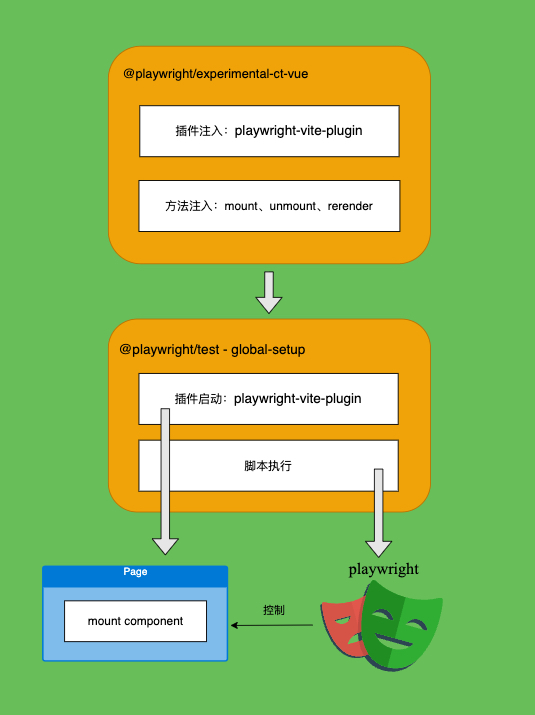 @playwright/experimental-ct-vue
插件注入：playwright-vite-plugin
方法注入：mount、unmount、rerender
@playwright/test - global-setup
插件启动：playwright-vite-plugin
脚本执行
Page
playwright
mount component
控制